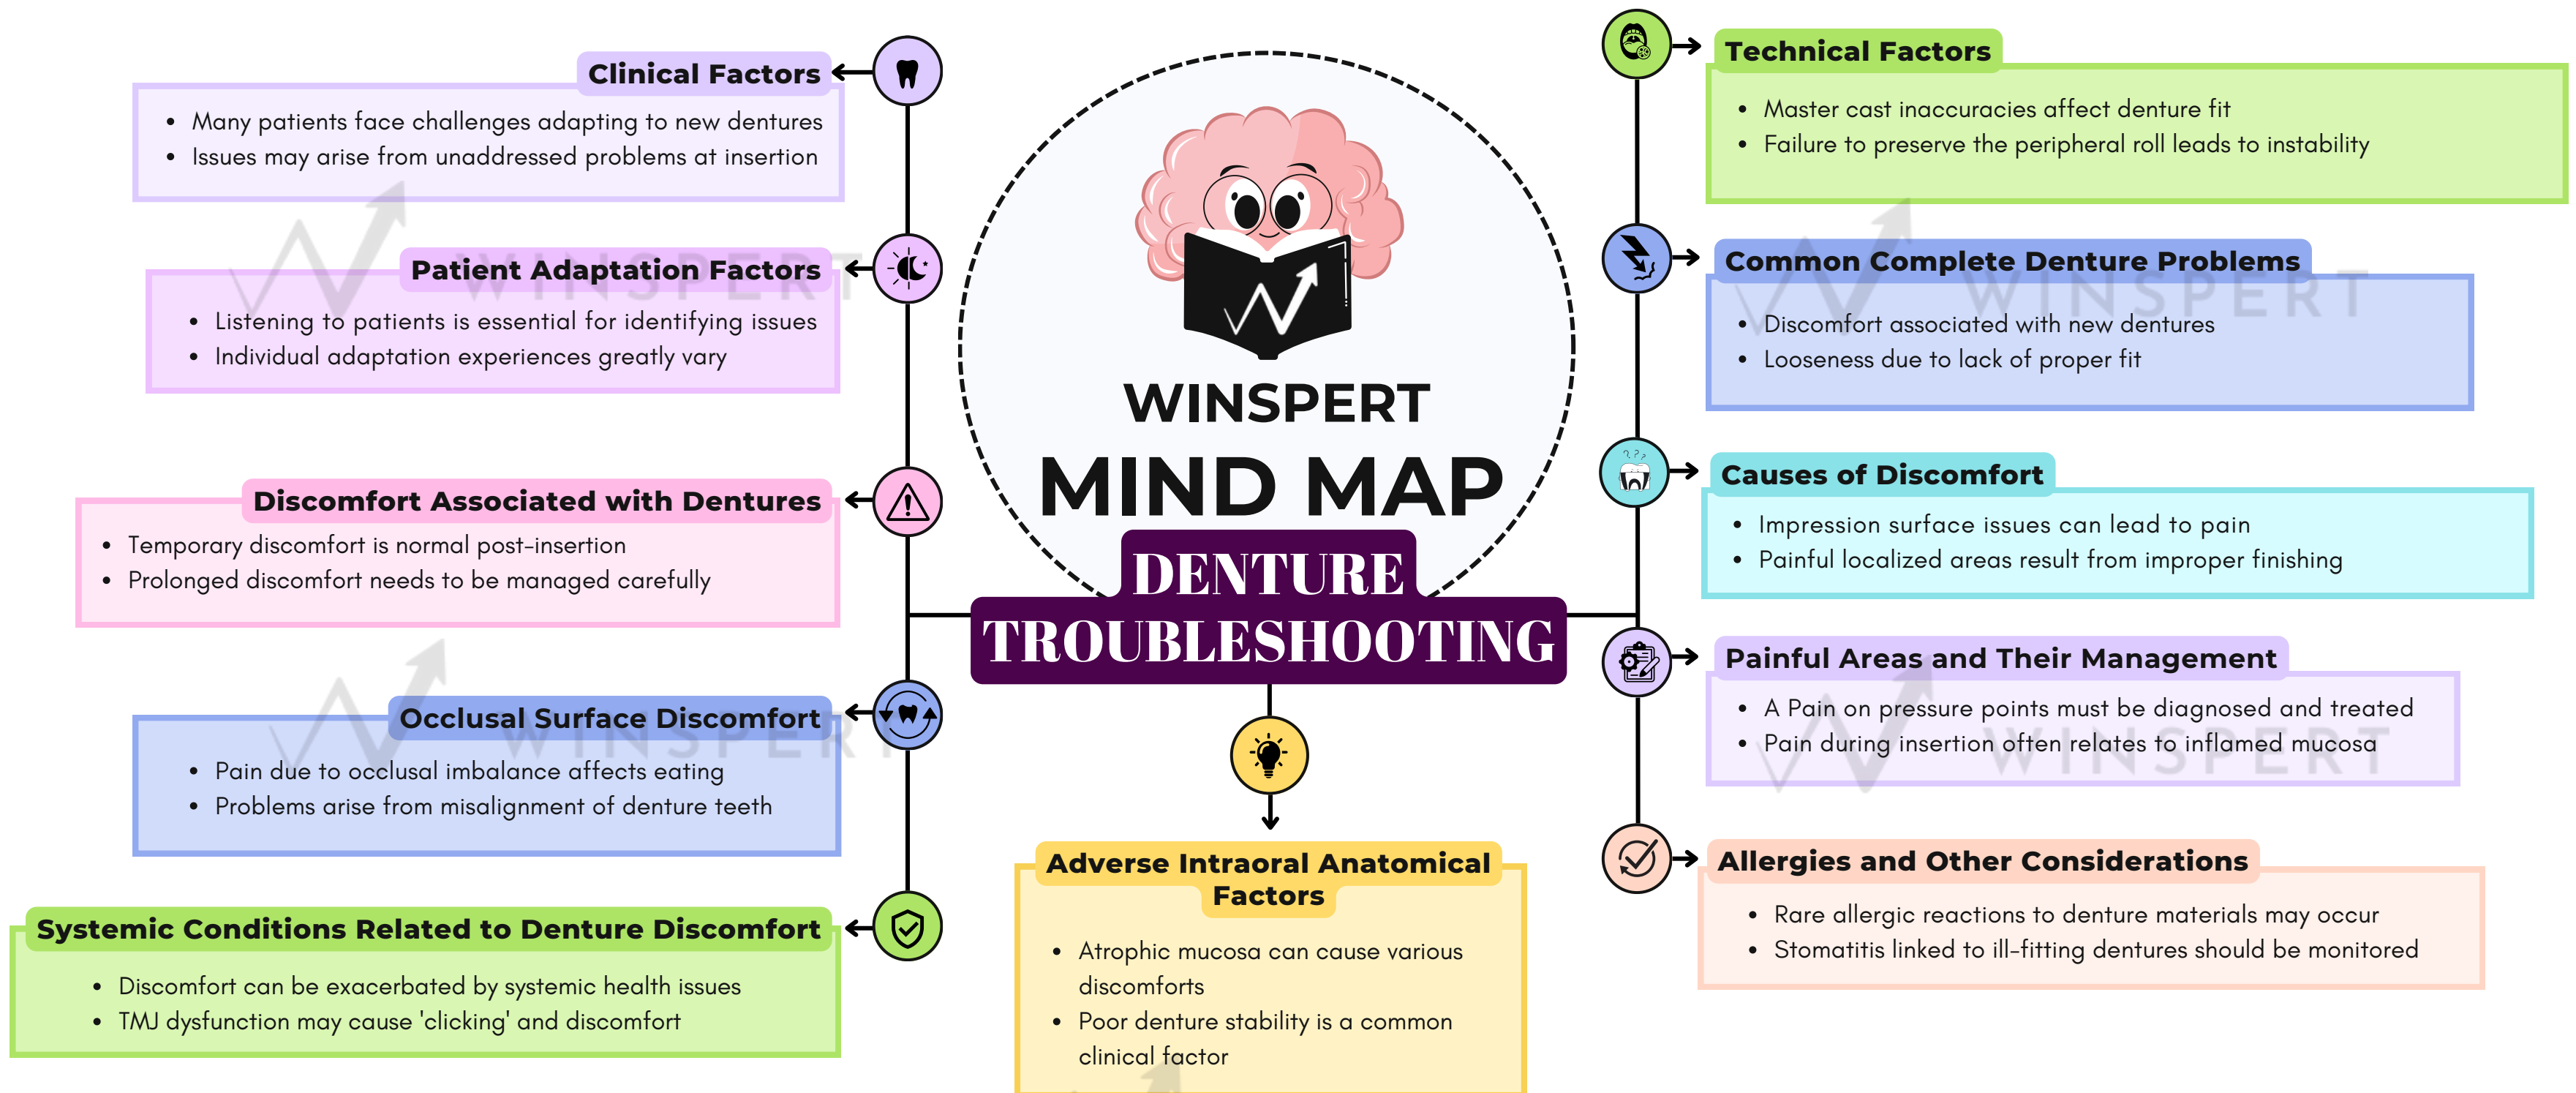 Clinical Factors
• Many patients face challenges adapting to new dentures
• Issues may arise from unaddressed problems at insertion
Patient Adaptation Factors
• Listening to patients is essential for identifying issues
• Individual adaptation experiences greatly vary
Discomfort Associated with Dentures
• Temporary discomfort is normal post-insertion
• Prolonged discomfort needs to be managed carefully
Occlusal Surface Discomfort
• Pain due to occlusal imbalance affects eating
• Problems arise from misalignment of denture teeth
Systemic Conditions Related to Denture Discomfort
• Discomfort can be exacerbated by systemic health issues
• TMJ dysfunction may cause 'clicking' and discomfort
WINSPERT
MIND MAP
DENTURE
TROUBLESHOOTING
Adverse Intraoral Anatomical
Factors
• Atrophic mucosa can cause various
discomforts
• Poor denture stability is a common
clinical factor
Technical Factors
• Master cast inaccuracies affect denture fit
• Failure to preserve the peripheral roll leads to instability
Common Complete Denture Problems
• Discomfort associated with new dentures
• Looseness due to lack of proper fit
Causes of Discomfort
• Impression surface issues can lead to pain
• Painful localized areas result from improper finishing
Painful Areas and Their Management
• A Pain on pressure points must be diagnosed and treated
• Pain during insertion often relates to inflamed mucosa
Allergies and Other Considerations
• Rare allergic reactions to denture materials may occur
• Stomatitis linked to ill-fitting dentures should be monitored
WINSPERT
WINSPERT
WINSPERT
WINSPERT